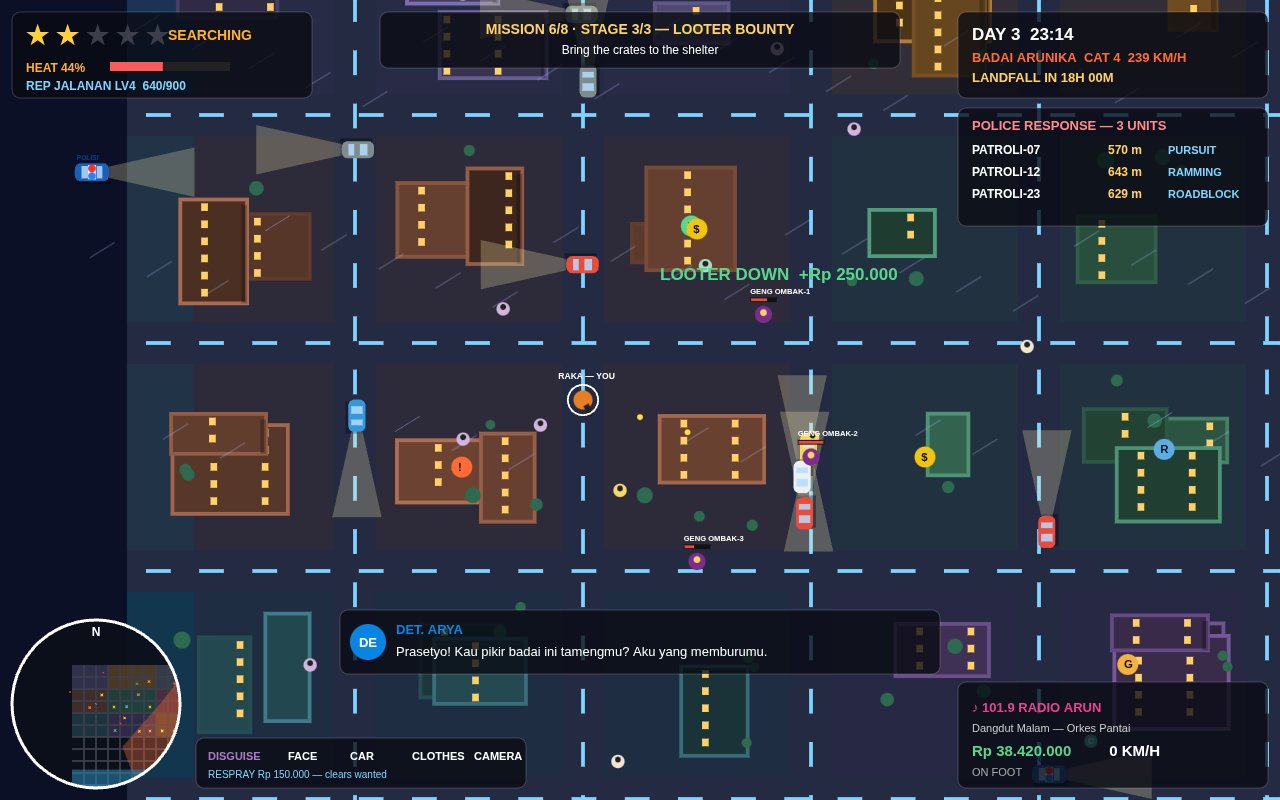 SEARCHING
HEAT 44%
REP JALANAN LV4 640/900
MISSION 6/8 · STAGE 3/3 — LOOTER BOUNTY
Bring the crates to the shelter
DAY 3 23:14
BADAI ARUNIKA CAT 4 239 KM/H
LANDFALL IN 18H 00M
POLICE RESPONSE — 3 UNITS
PATROLI-07 570 m PURSUIT
PATROLI-12 643 m RAMMING
PATROLI-23 629 m ROADBLOCK
POLISI
$
LOOTER DOWN +Rp 250.000
GENG OMBAK-1
RAKA — YOU
GENG OMBAK-2
!
$
R
GENG OMBAK-3
DE
DET. ARYA
Prasetyo! Kau pikir badai ini tamengmu? Aku yang memburumu.
N
G
DISGUISE FACE CAR CLOTHES CAMERA
RESPRAY Rp 150.000 — clears wanted
♪ 101.9 RADIO ARUN
Dangdut Malam — Orkes Pantai
Rp 38.420.000 0 KM/H
ON FOOT